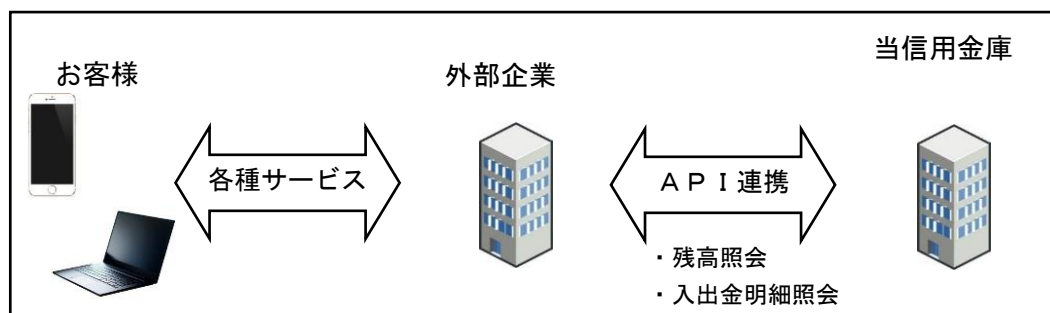 お客様
外部企業
当信用金庫
各種サービス
ＡＰＩ連携
・残高照会
・入出金明細照会